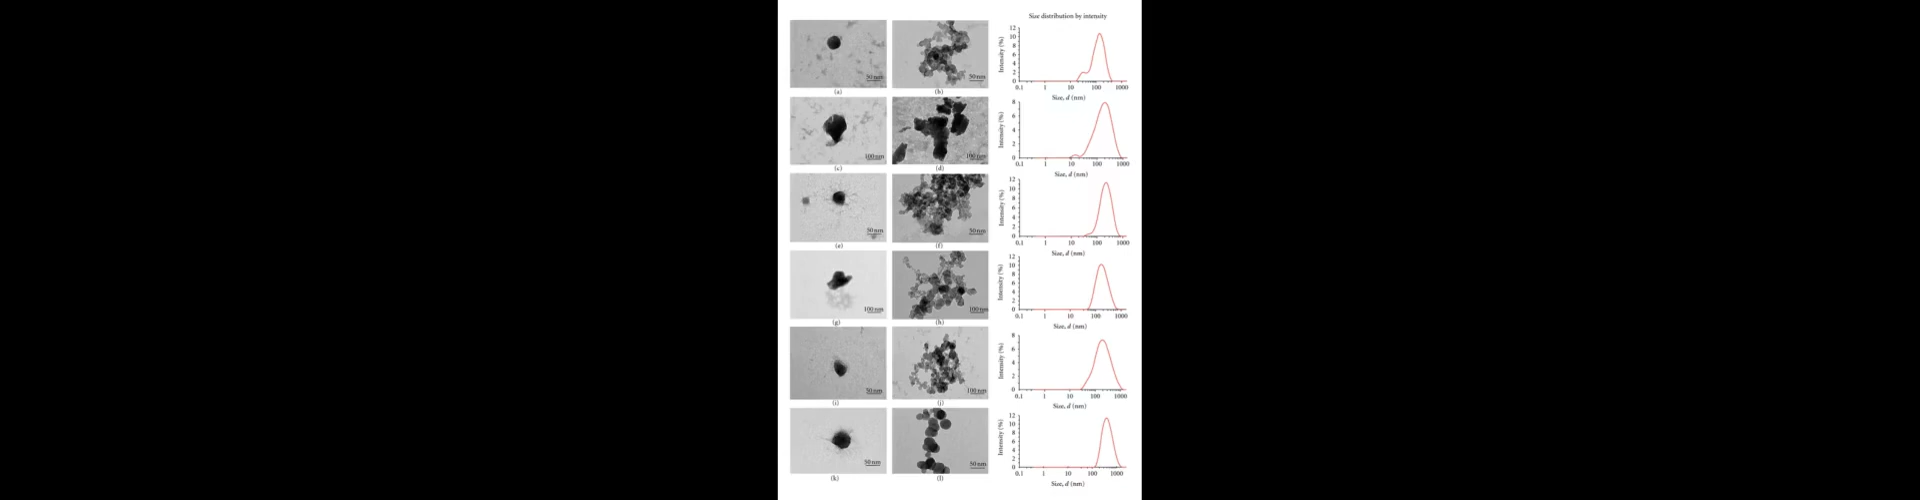 Size distribution by intensity
50 nm
(a)
50 nm
(b)
Intensity (%)
12
10
8
6
4
2
0
0.1 1 10 100 1000
Size, d (nm)
100 nm
(c)
100 nm
(d)
Intensity (%)
8
6
4
2
0
0.1 1 10 100 1000
Size, d (nm)
50 nm
(e)
50 nm
(f)
Intensity (%)
12
10
8
6
4
2
0
0.1 1 10 100 1000
Size, d (nm)
100 nm
(g)
100 nm
(h)
Intensity (%)
12
10
8
6
4
2
0
0.1 1 10 100 1000
Size, d (nm)
50 nm
(i)
100 nm
(j)
Intensity (%)
8
6
4
2
0
0.1 1 10 100 1000
Size, d (nm)
50 nm
(k)
50 nm
(l)
Intensity (%)
12
10
8
6
4
2
0
0.1 1 10 100 1000
Size, d (nm)